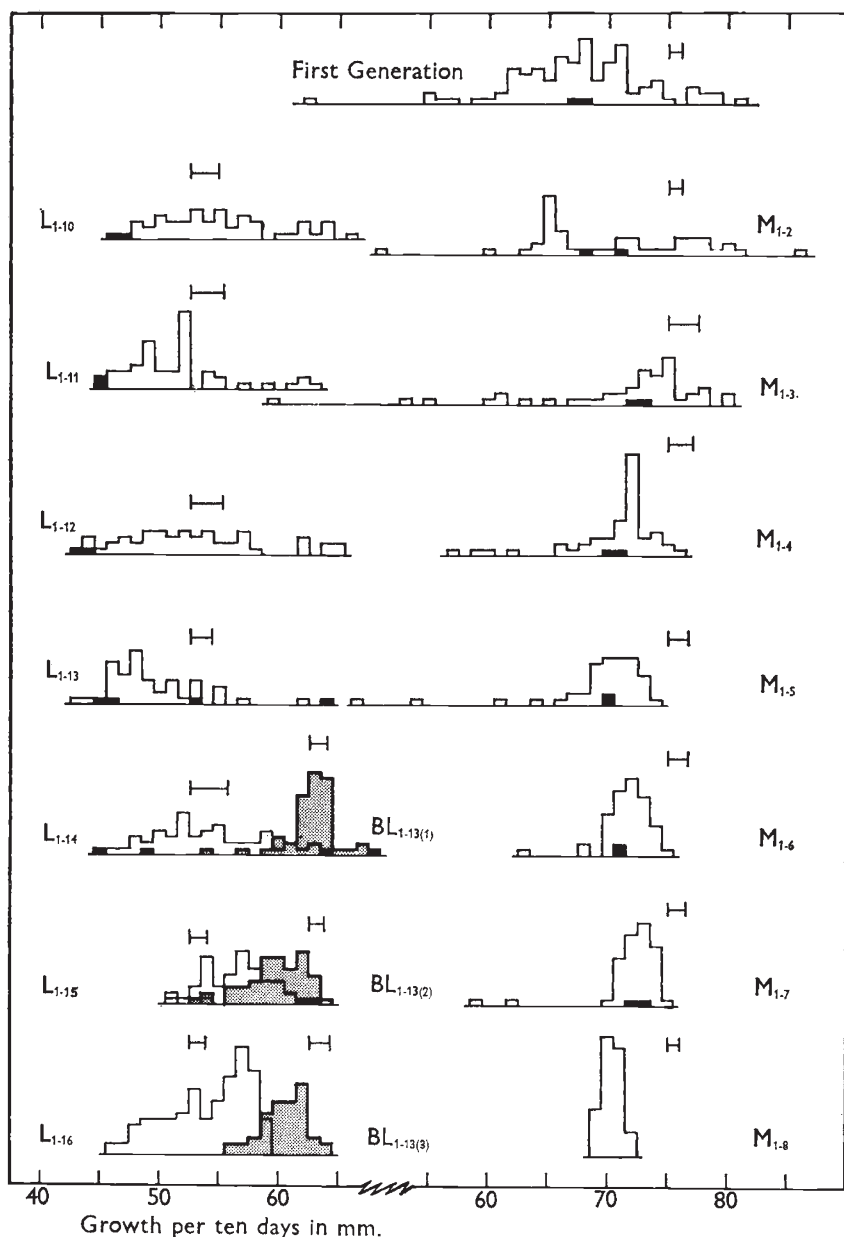 First Generation
L1-10
M1-2
L1-11
M1-3.
L1-12
M1-4
L1-13
M1-5
L1-14
BL1-13(1)
M1-6
L1-15
BL1-13(2)
M1-7
L1-16
BL1-13(3)
M1-8
40 50 60 60 70 80
Growth per ten days in mm.